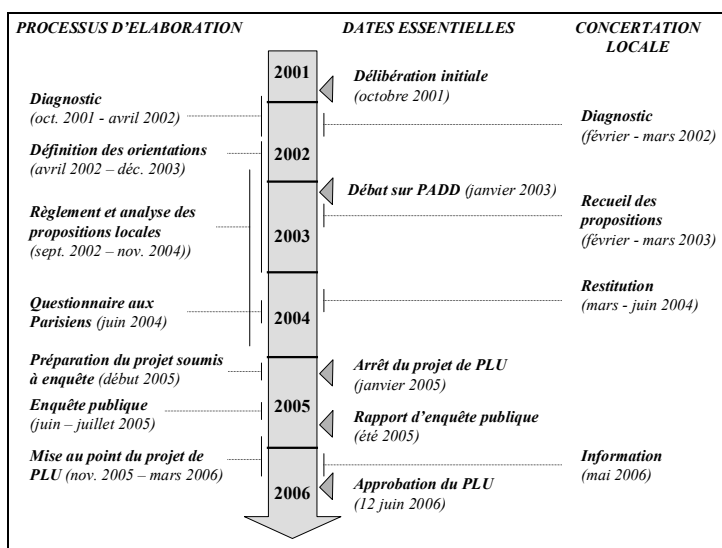 PROCESSUS D'ELABORATION
DATES ESSENTIELLES
CONCERTATION
LOCALE
2001
Délibération initiale
(octobre 2001)
Diagnostic
(oct. 2001 - avril 2002)
Diagnostic
(février - mars 2002)
2002
Définition des orientations
(avril 2002 – déc. 2003)
Débat sur PADD (janvier 2003)
Règlement et analyse des
propositions locales
(sept. 2002 – nov. 2004))
Recueil des
propositions
(février - mars 2003)
2003
Restitution
(mars - juin 2004)
Questionnaire aux
Parisiens (juin 2004)
2004
Préparation du projet soumis
à enquête (début 2005)
Arrêt du projet de PLU
(janvier 2005)
Enquête publique
(juin – juillet 2005)
2005
Rapport d'enquête publique
(été 2005)
Mise au point du projet de
PLU (nov. 2005 – mars 2006)
Information
(mai 2006)
2006
Approbation du PLU
(12 juin 2006)